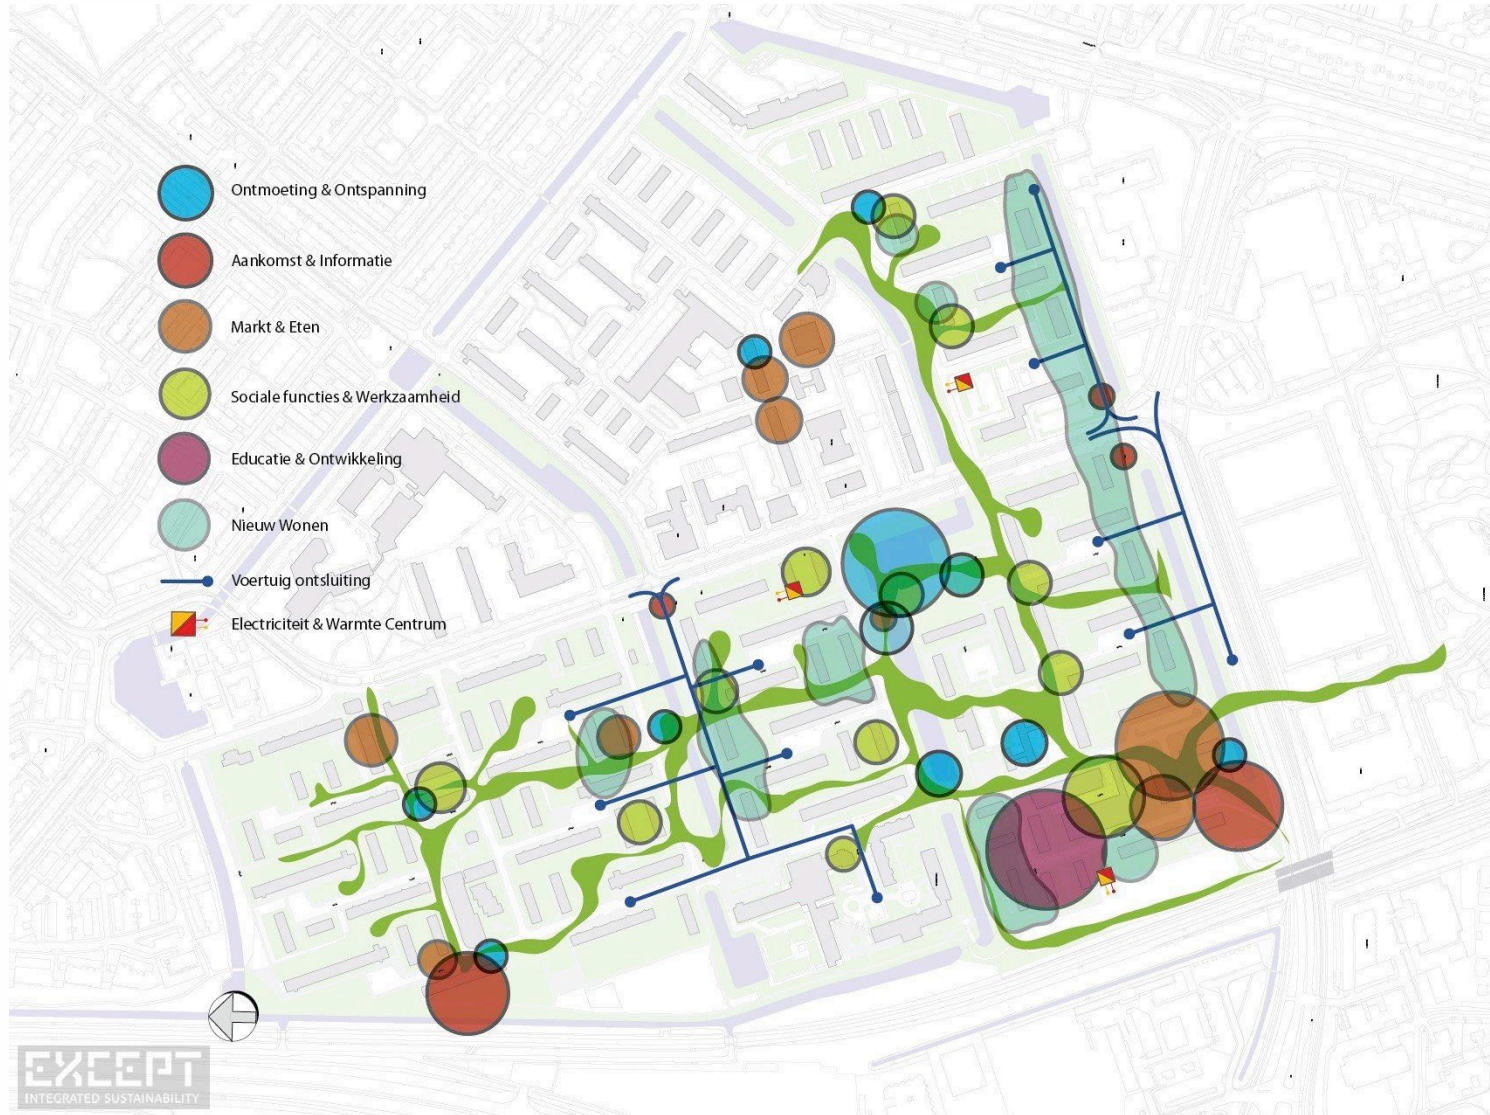 Ontmoeting & Ontspanning
Aankomst & Informatie
Markt & Eten
Sociale functies & Werkzaamheid
Educatie & Ontwikkeling
Nieuw Wonen
Voertuig ontsluiting
Electriciteit & Warmte Centrum
EXCEPT
INTEGRATED SUSTAINABILITY